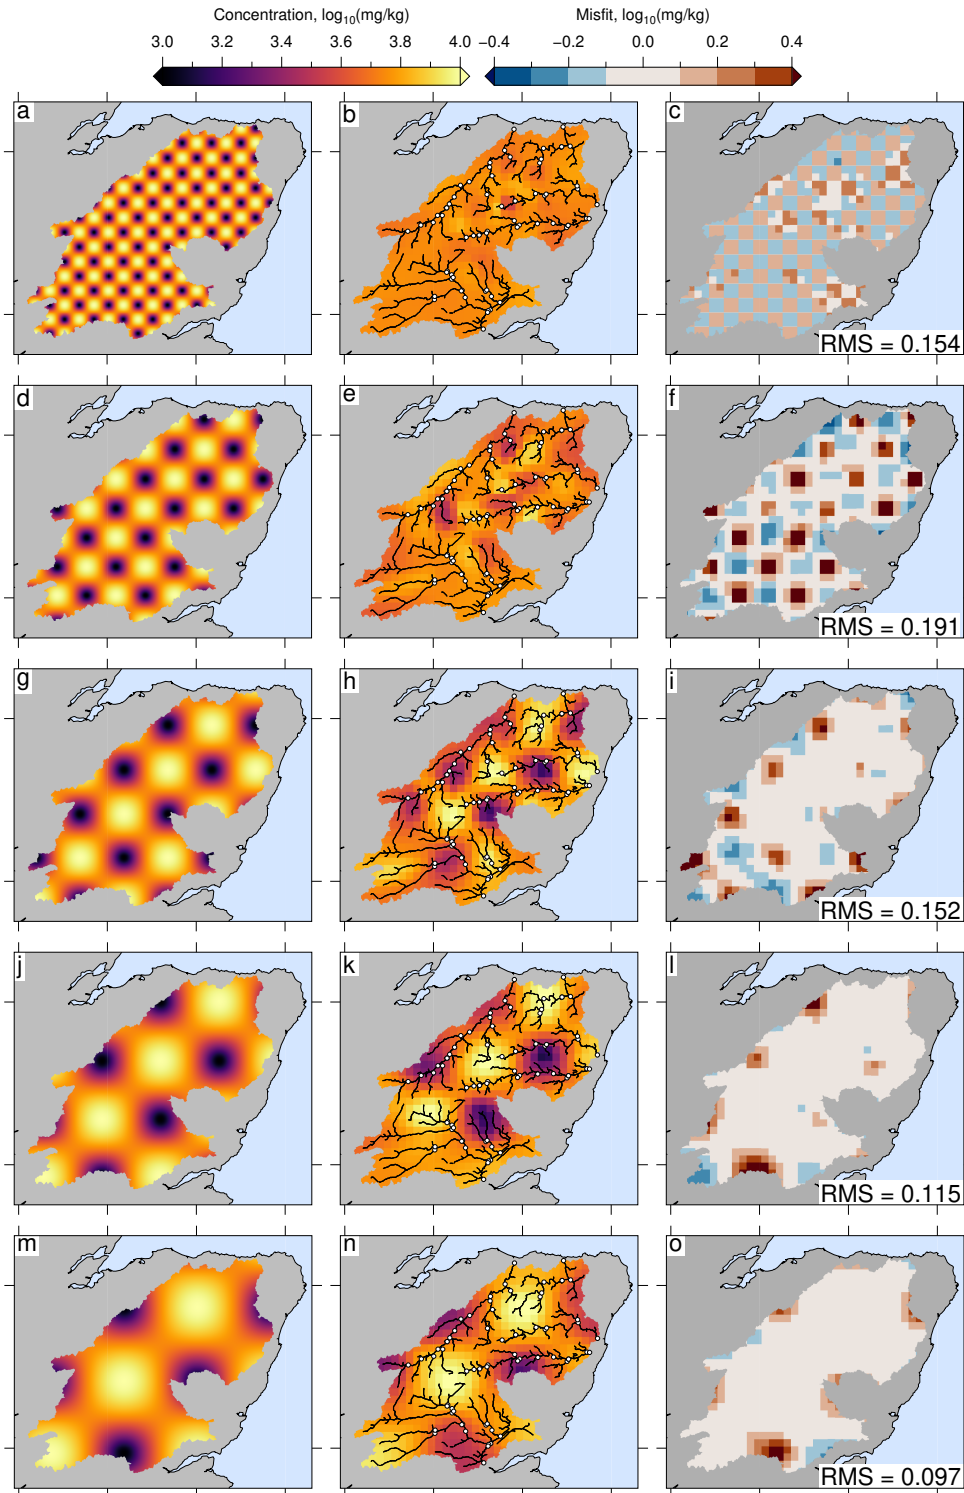 Concentration, log10(mg/kg) Misfit, log10(mg/kg)
3.0 3.2 3.4 3.6 3.8 4.0 −0.4 −0.2 0.0 0.2 0.4
a b c
RMS = 0.154
d e f
RMS = 0.191
g h i
RMS = 0.152
j k l
RMS = 0.115
m n o
RMS = 0.097